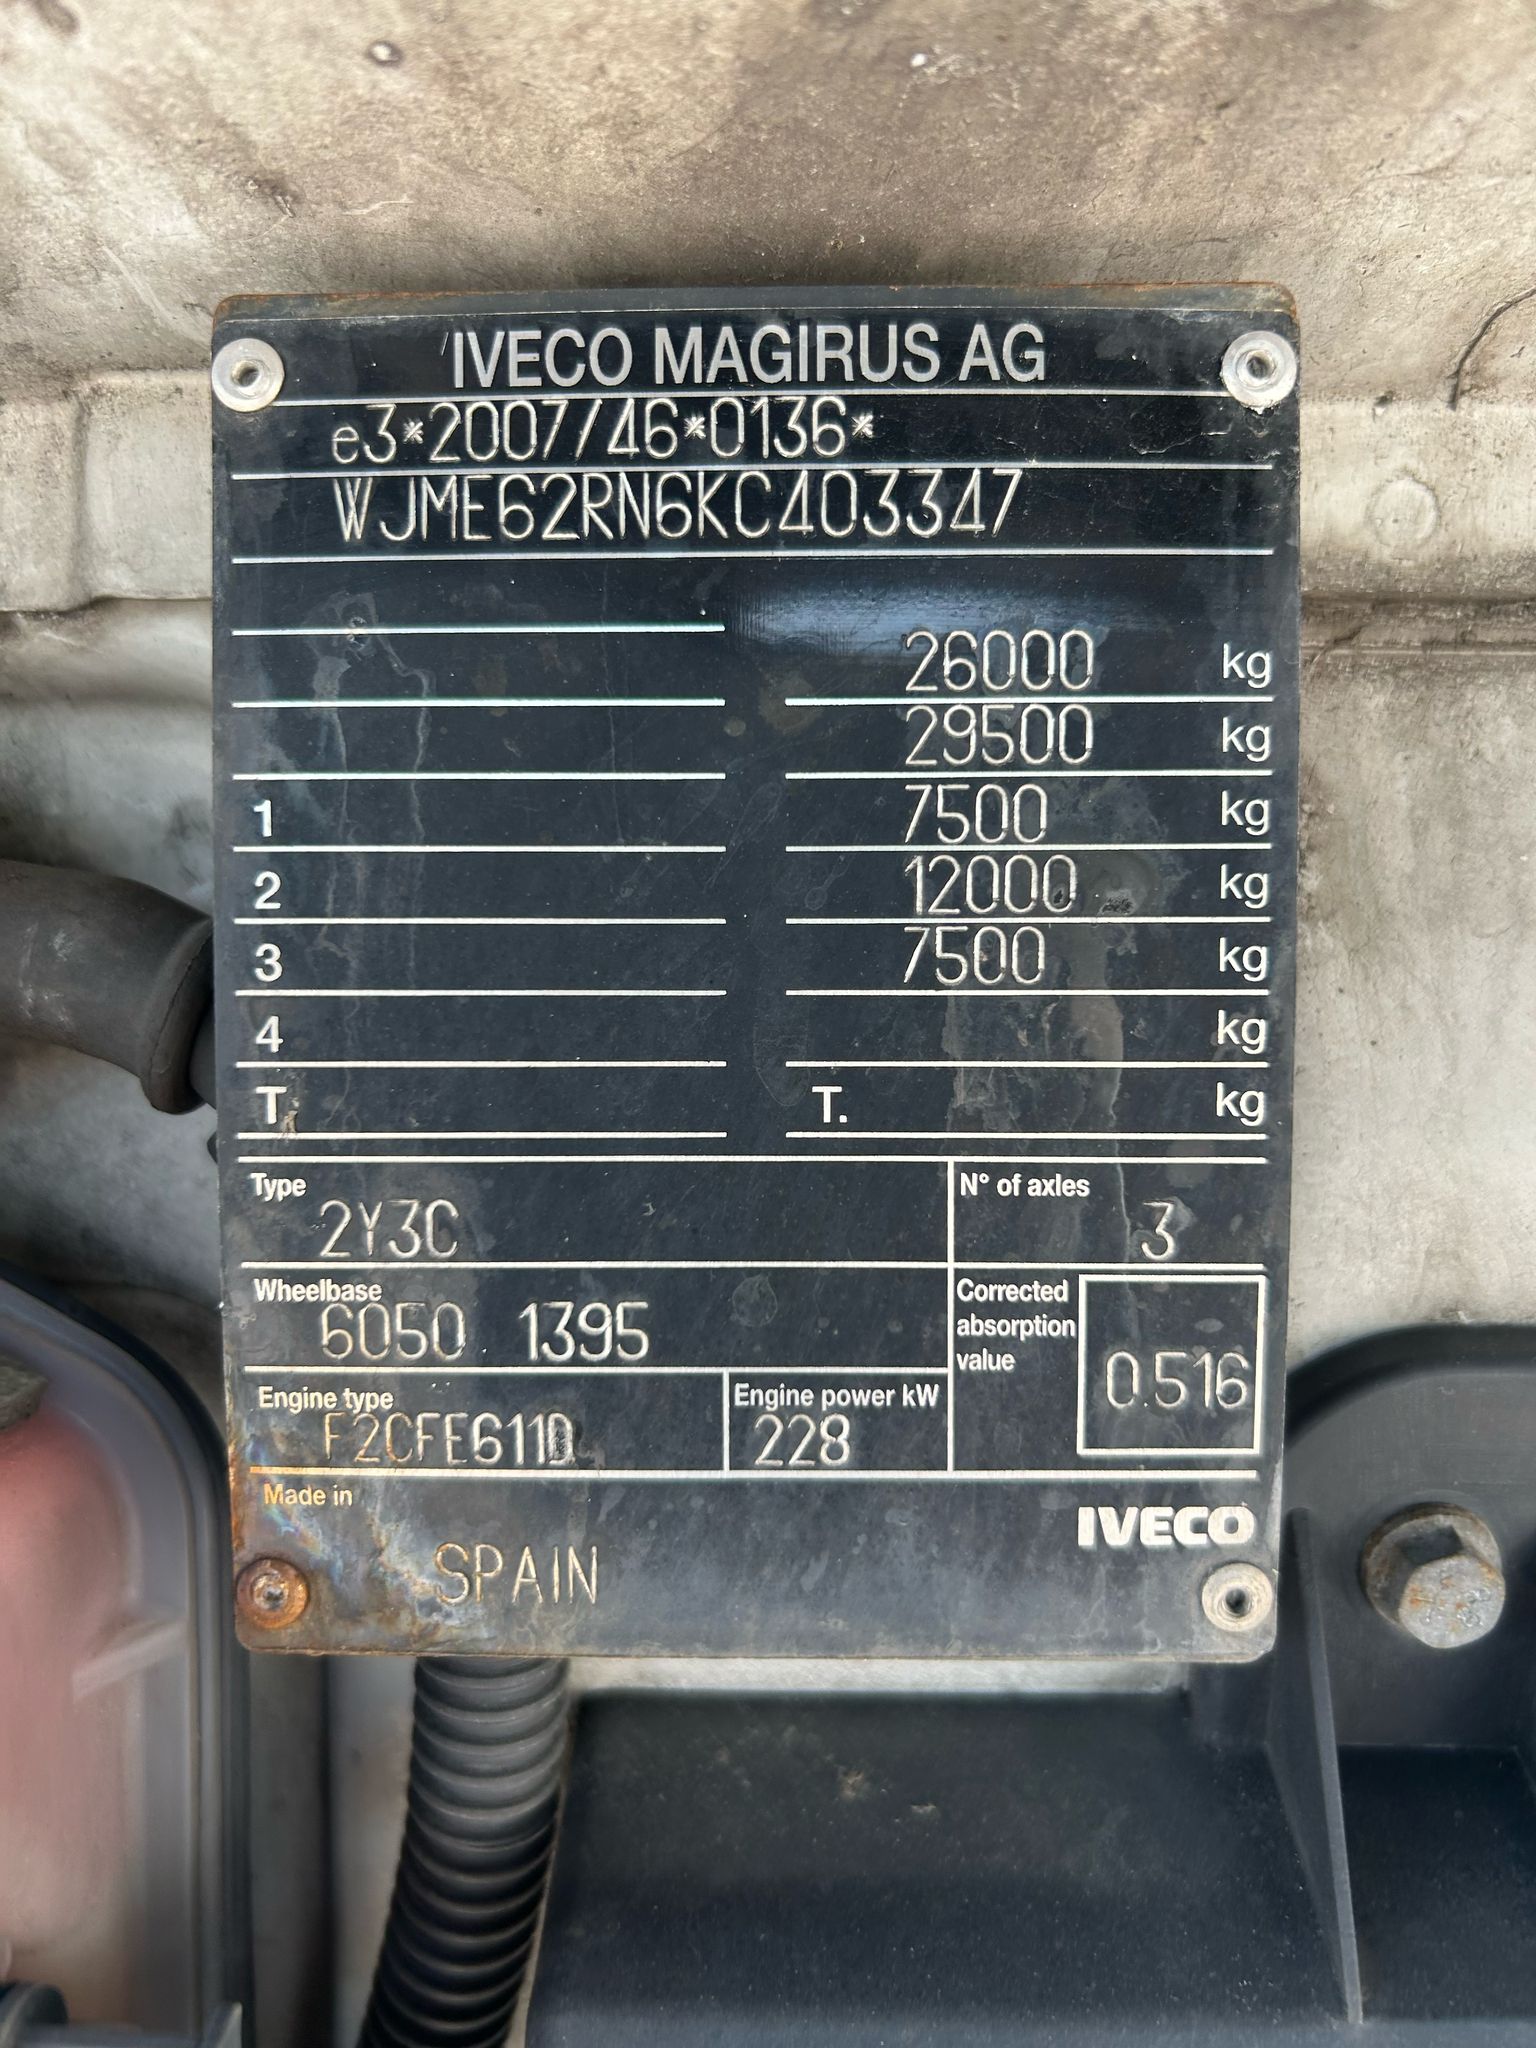 IVECO MAGIRUS AG
e3*2007/46*0136*
WJME62RN6KC403347
26000 kg
29500 kg
1 7500 kg
2 12000 kg
3 7500 kg
4 kg
T. T. kg
Type N° of axles
2Y3C 3
Wheelbase
6050 1395
Corrected
absorption
value
0.516
Engine type Engine power kW
F2CFE611D 228
Made in
IVECO
SPAIN